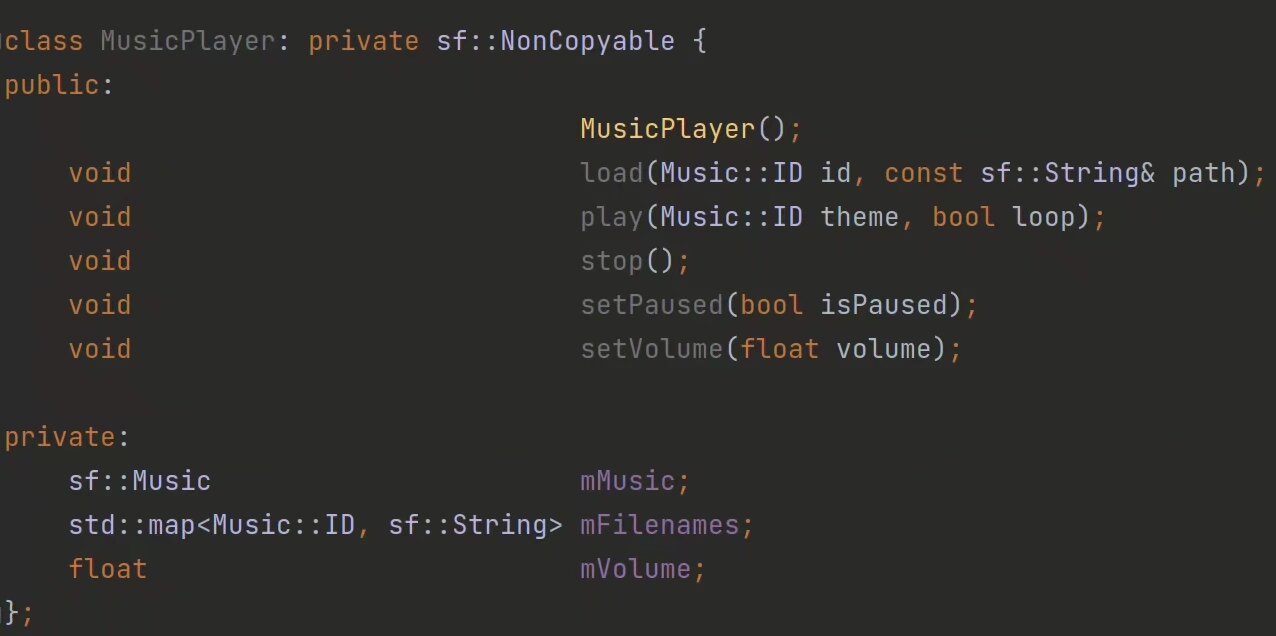 class MusicPlayer: private sf::NonCopyable {
public:
MusicPlayer();
void load(Music::ID id, const sf::String& path);
void play(Music::ID theme, bool loop);
void stop();
void setPaused(bool isPaused);
void setVolume(float volume);
private:
sf::Music mMusic;
std::map<Music::ID, sf::String> mFilenames;
float mVolume;
};